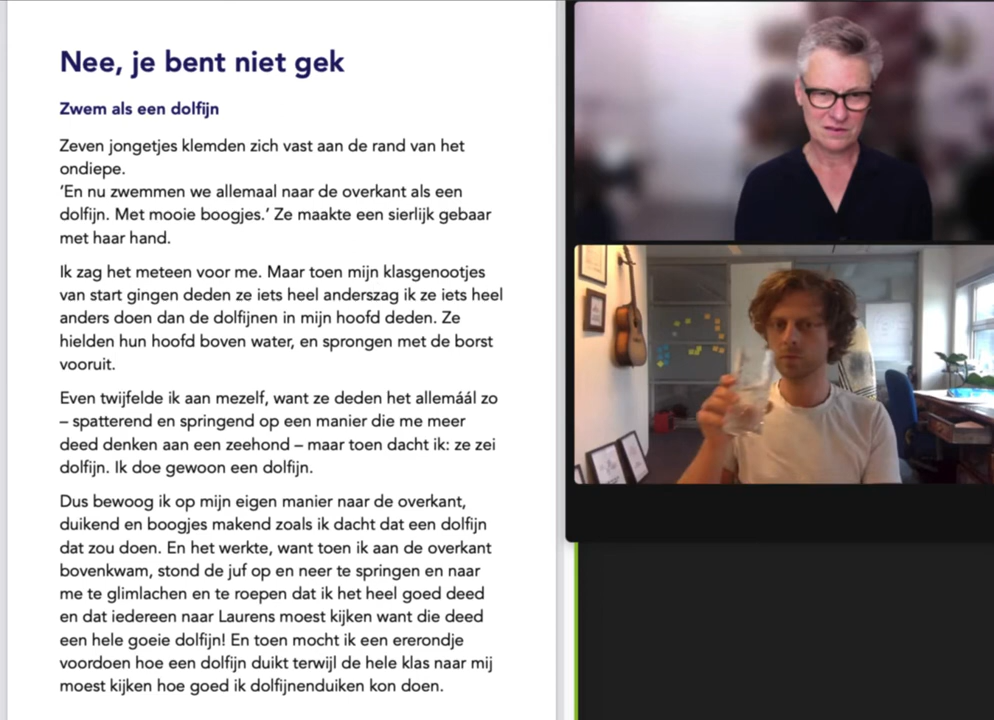 Nee, je bent niet gek
Zwem als een dolfijn
Zeven jongetjes klemden zich vast aan de rand van het
ondiepe.
‘En nu zwemmen we allemaal naar de overkant als een
dolfijn. Met mooie boogjes.’ Ze maakte een sierlijk gebaar
met haar hand.
Ik zag het meteen voor me. Maar toen mijn klasgenootjes
van start gingen deden ze iets heel anderszag ik ze iets heel
anders doen dan de dolfijnen in mijn hoofd deden. Ze
hielden hun hoofd boven water, en sprongen met de borst
vooruit.
Even twijfelde ik aan mezelf, want ze deden het allemáál zo
– spatterend en springend op een manier die me meer
deed denken aan een zeehond – maar toen dacht ik: ze zei
dolfijn. Ik doe gewoon een dolfijn.
Dus bewoog ik op mijn eigen manier naar de overkant,
duikend en boogjes makend zoals ik dacht dat een dolfijn
dat zou doen. En het werkte, want toen ik aan de overkant
bovenkwam, stond de juf op en neer te springen en naar
me te glimlachen en te roepen dat ik het heel goed deed
en dat iedereen naar Laurens moest kijken want die deed
een hele goeie dolfijn! En toen mocht ik een ererondje
voordoen hoe een dolfijn duikt terwijl de hele klas naar mij
moest kijken hoe goed ik dolfijnenduiken kon doen.